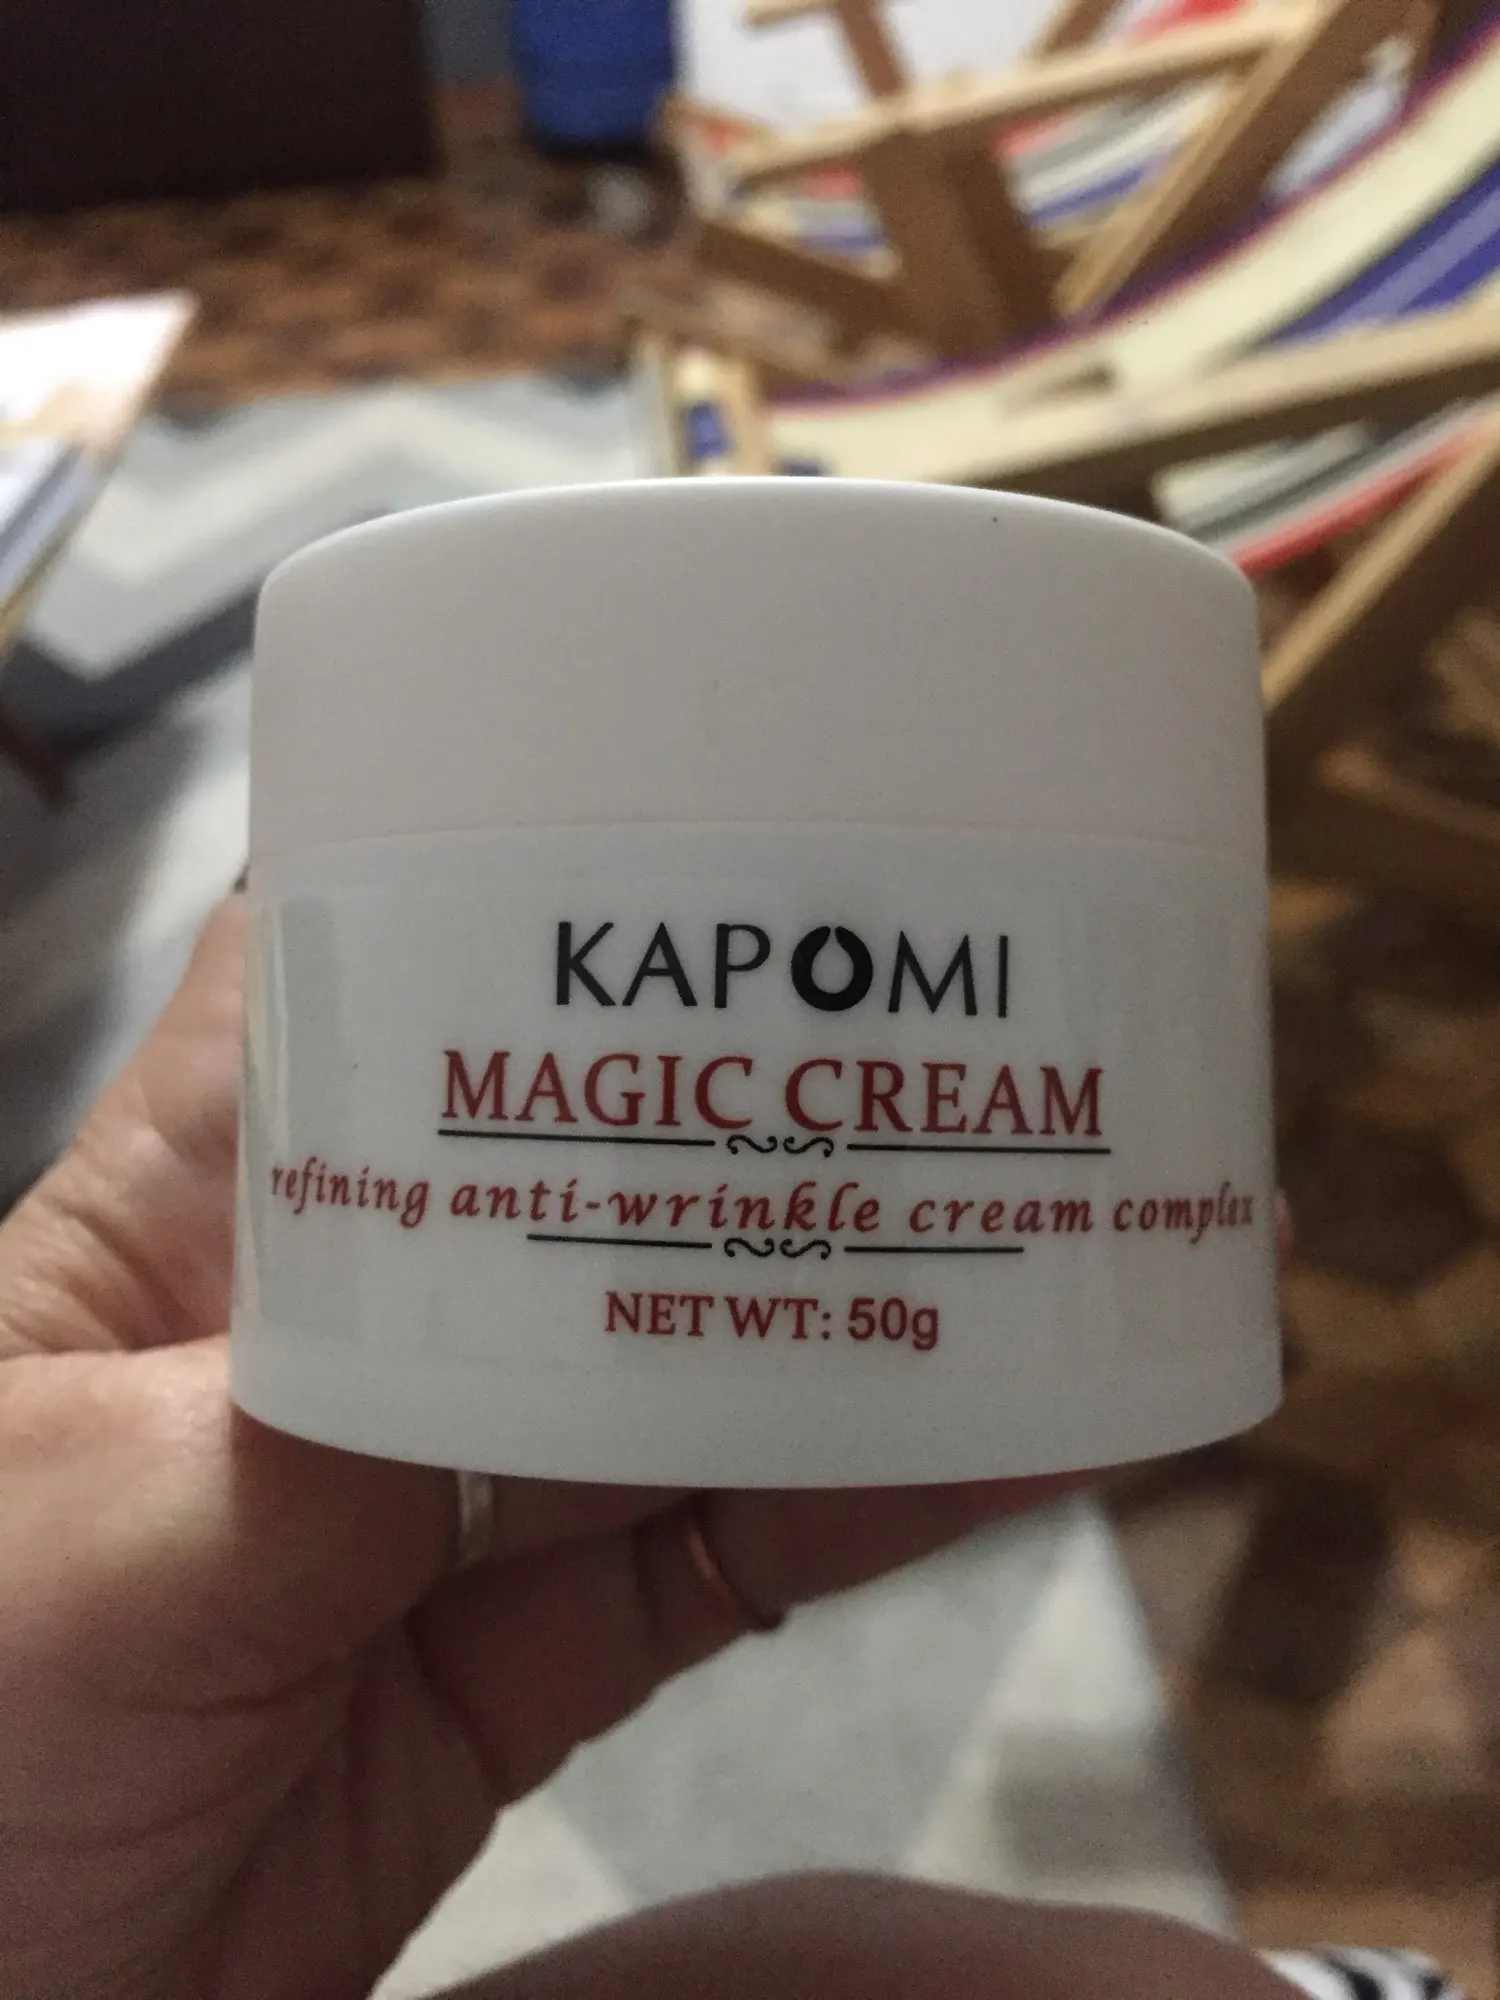 KAPOMI
MAGIC CREAM
refining anti-wrinkle cream complex
NET WT: 50g